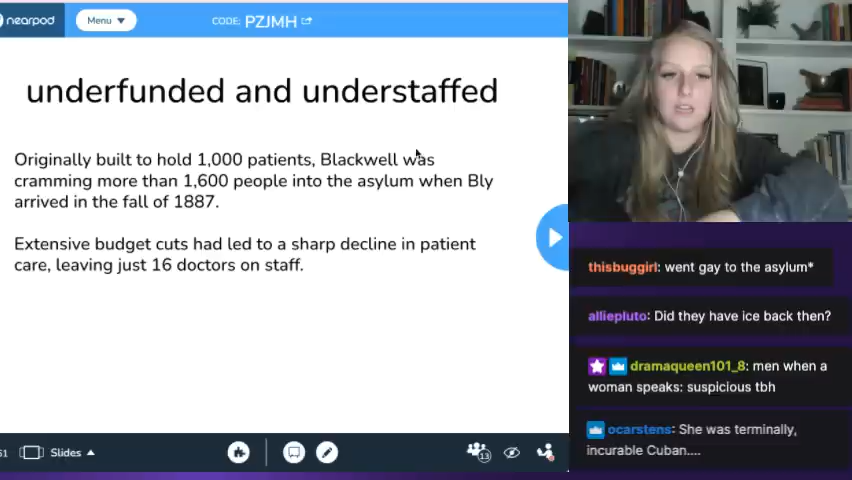 nearpod
Menu
CODE: PZJMH
underfunded and understaffed
Originally built to hold 1,000 patients, Blackwell was
cramming more than 1,600 people into the asylum when Bly
arrived in the fall of 1887.
Extensive budget cuts had led to a sharp decline in patient
care, leaving just 16 doctors on staff.
Slides
13
thisbuggirl: went gay to the asylum*
alliepluto: Did they have ice back then?
dramaqueen101_8: men when a
woman speaks: suspicious tbh
ocarstens: She was terminally,
incurable Cuban....